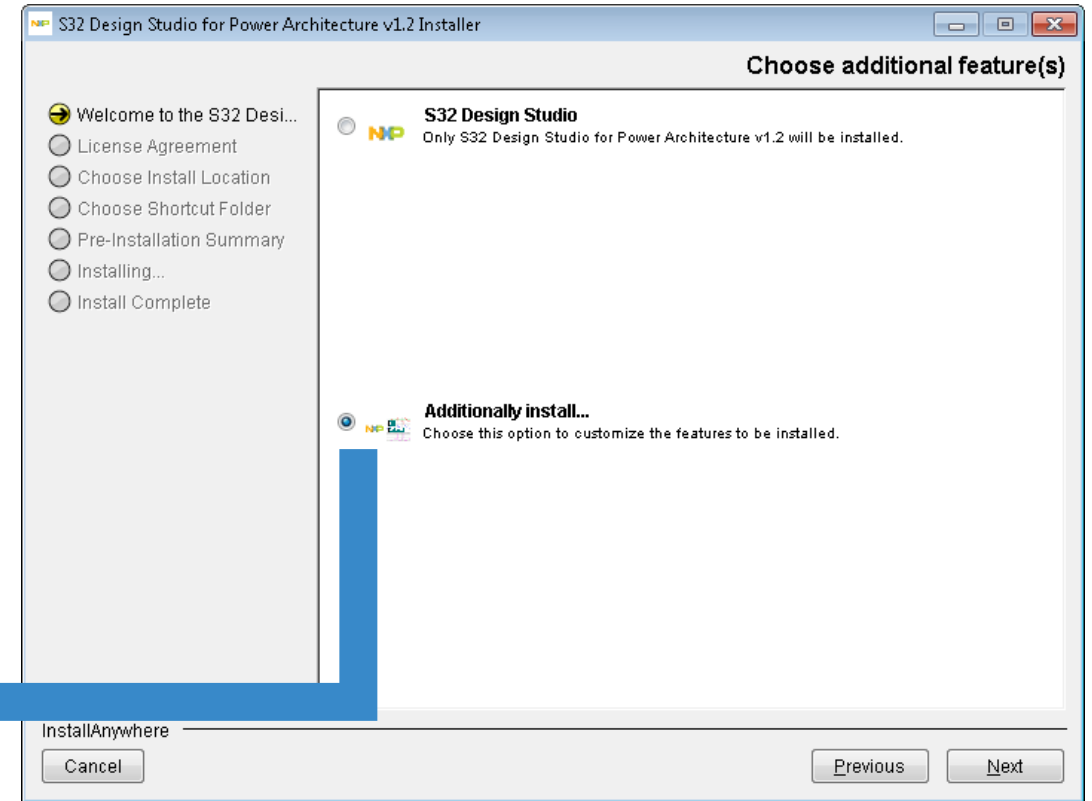 S32 Design Studio for Power Architecture v1.2 Installer
Choose additional feature(s)
Welcome to the S32 Desi...
License Agreement
Choose Install Location
Choose Shortcut Folder
Pre-Installation Summary
Installing...
Install Complete
NXP
S32 Design Studio
Only S32 Design Studio for Power Architecture v1.2 will be installed.
NXP
Additionally install...
Choose this option to customize the features to be installed.
InstallAnywhere
Cancel
Previous
Next